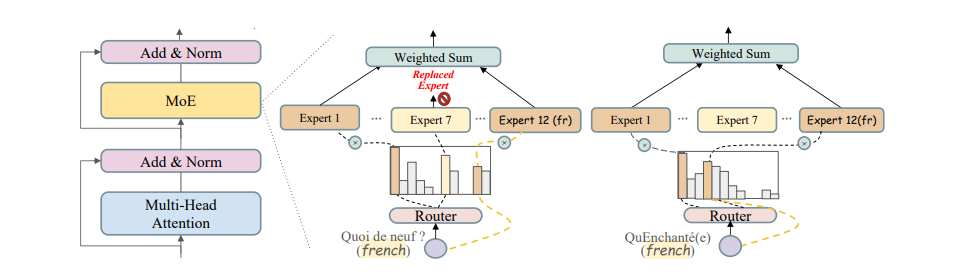 Add & Norm
MoE
Add & Norm
Multi-Head
Attention
Weighted Sum
Replaced
Expert
Expert 1
...
Expert 7
...
Expert 12 (fr)
Router
Quoi de neuf ?
(french)
Weighted Sum
Expert 1
...
Expert 7
...
Expert 12(fr)
Router
QuEnchanté(e)
(french)